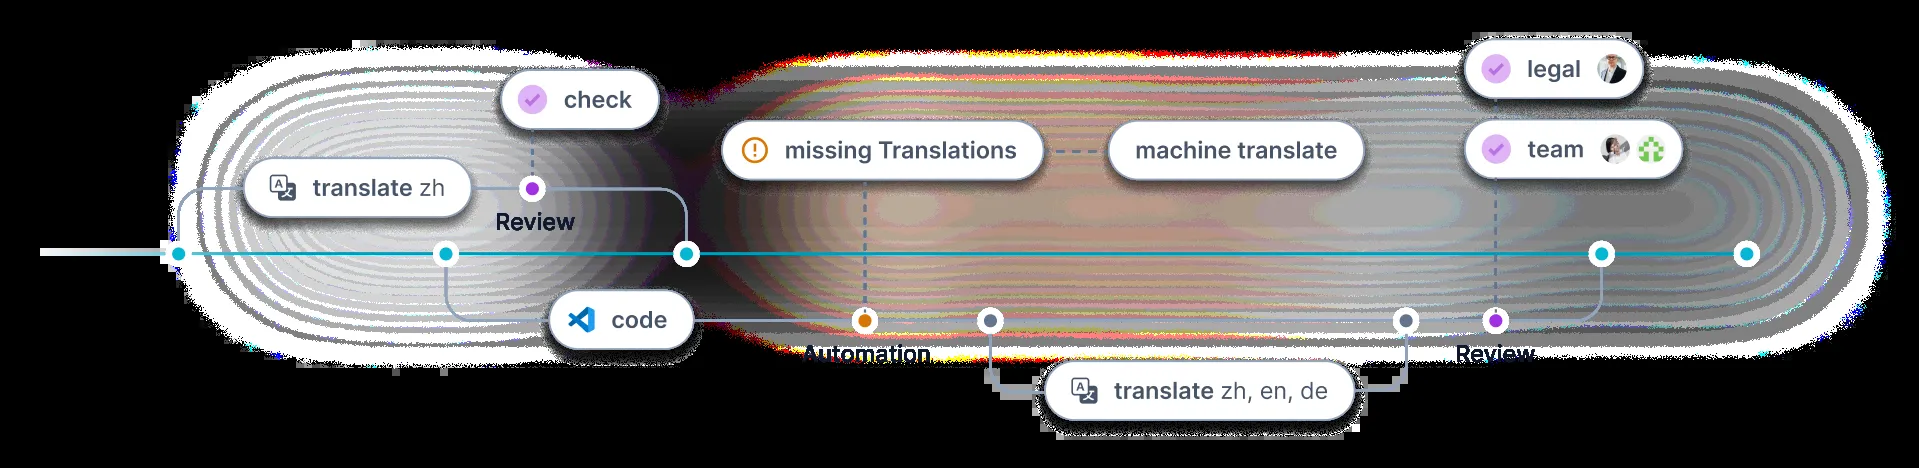 check
legal
missing Translations
machine translate
team
translate zh
Review
code
Automation
Review
translate zh, en, de